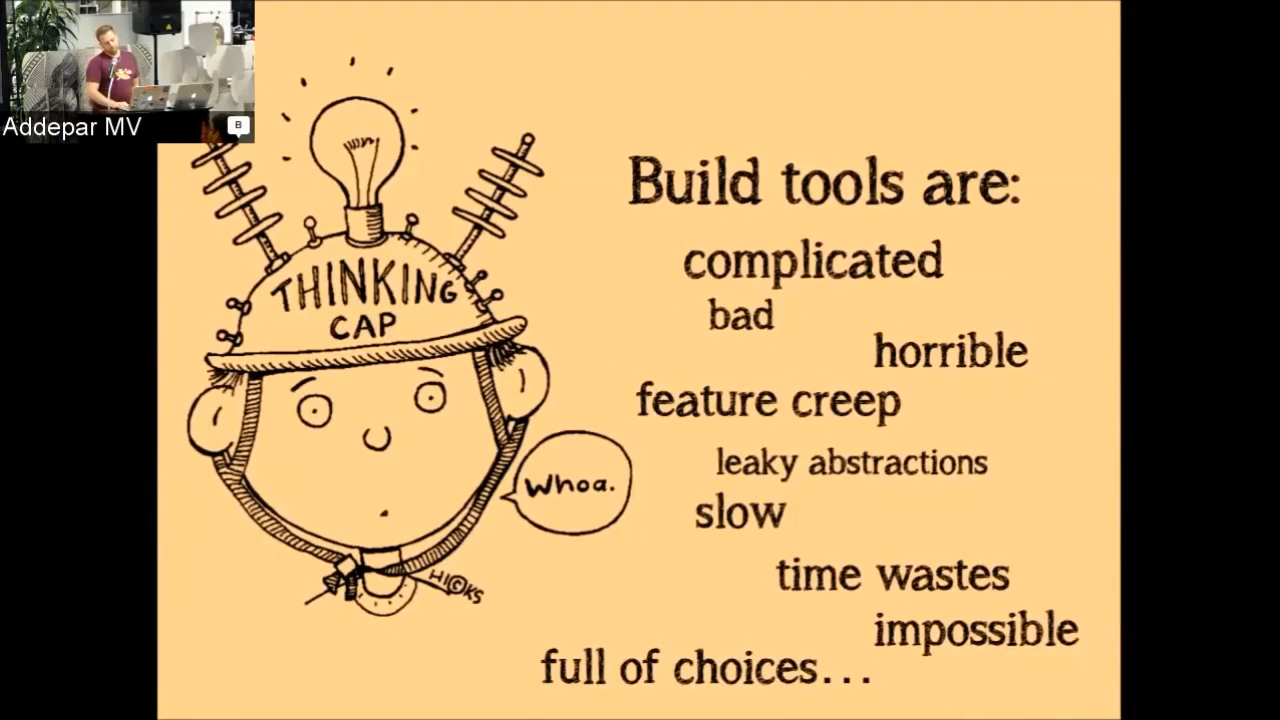 Addepar MV
B
THINKING
CAP
Whoa.
HICKS
Build tools are:
complicated
bad
horrible
feature creep
leaky abstractions
slow
time wastes
impossible
full of choices...